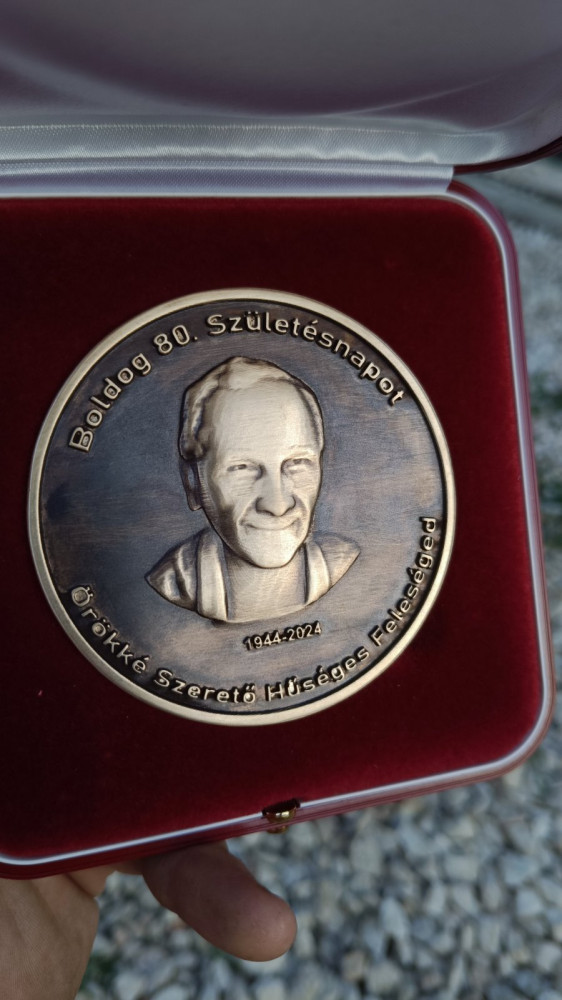 Boldog 80. Születésnapot
1944-2024
Örökké Szerető Hűséges Feleséged